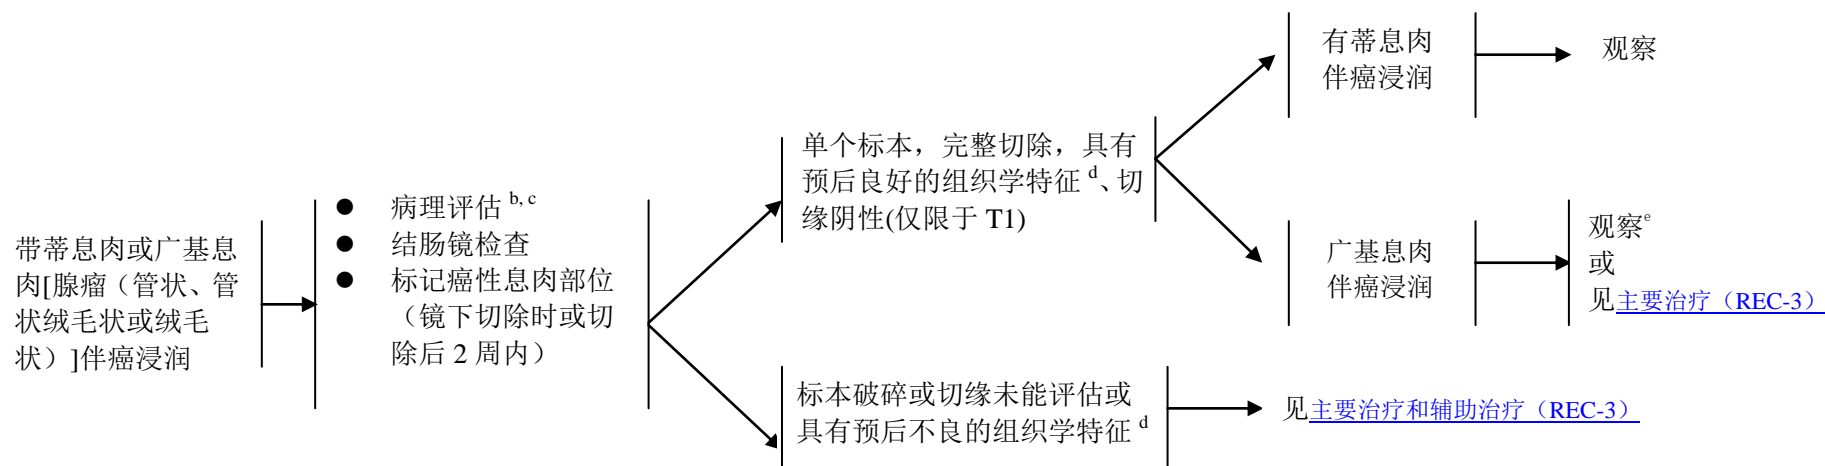 带蒂息肉或广基息
肉[腺瘤（管状、管
状绒毛状或绒毛
状）]伴癌浸润
● 病理评估 b, c
● 结肠镜检查
● 标记癌性息肉部位
（镜下切除时或切
除后 2 周内）
单个标本，完整切除，具有
预后良好的组织学特征 d、切
缘阴性(仅限于 T1)
有蒂息肉
伴癌浸润
观察
广基息肉
伴癌浸润
观察e
或
见主要治疗（REC-3）
标本破碎或切缘未能评估或
具有预后不良的组织学特征 d
见主要治疗和辅助治疗（REC-3）